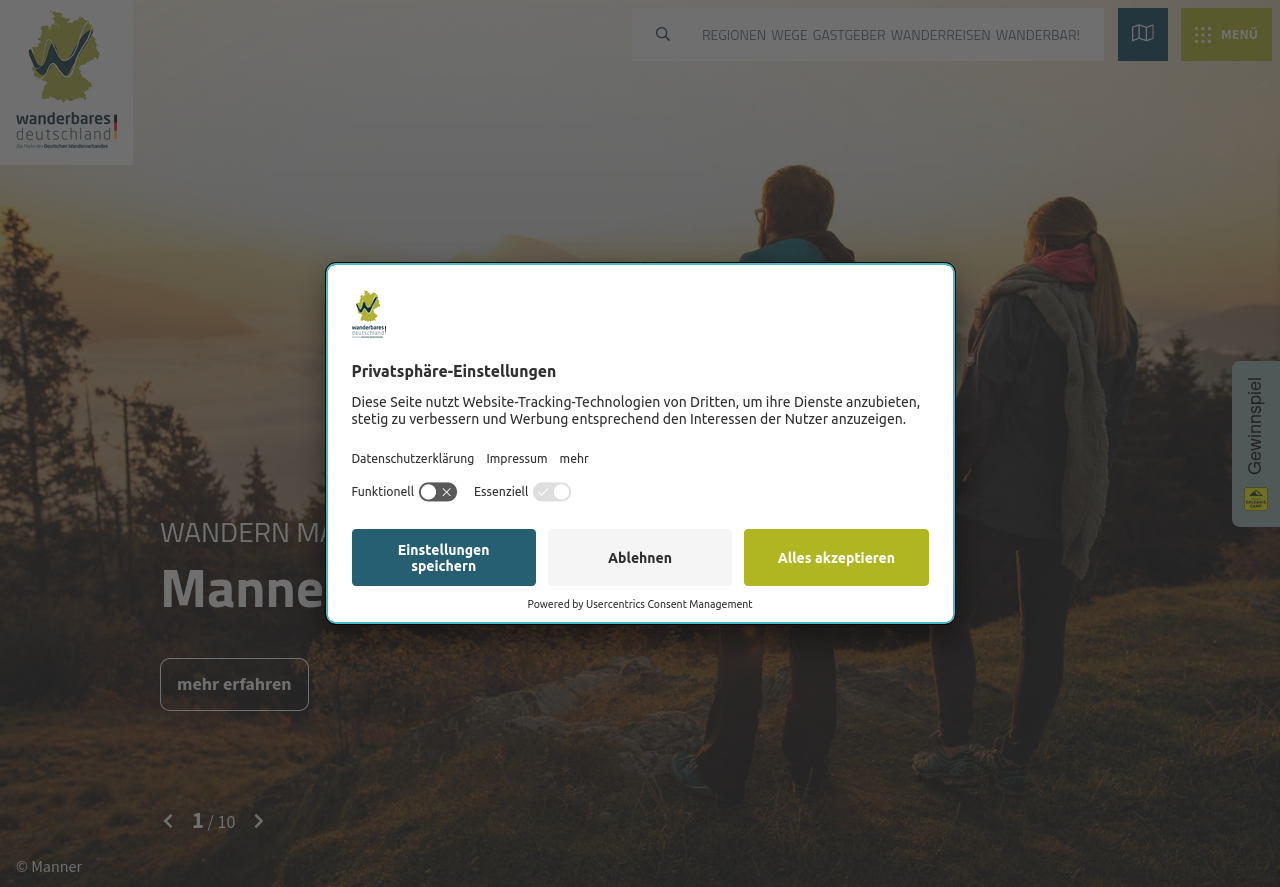 wanderbares
deutschland
Die Marke des Deutschen Wanderverbandes
REGIONEN WEGE GASTGEBER WANDERREISEN WANDERBAR!
MENÜ
wanderbares
deutschland
Privatsphäre-Einstellungen
Diese Seite nutzt Website-Tracking-Technologien von Dritten, um ihre Dienste anzubieten,
stetig zu verbessern und Werbung entsprechend den Interessen der Nutzer anzuzeigen.
Datenschutzerklärung Impressum mehr
Funktionell Essenziell
Einstellungen
speichern
Ablehnen
Alles akzeptieren
Powered by Usercentrics Consent Management
Gewinnspiel
WANDERN MA
Manne
mehr erfahren
1 / 10
© Manner